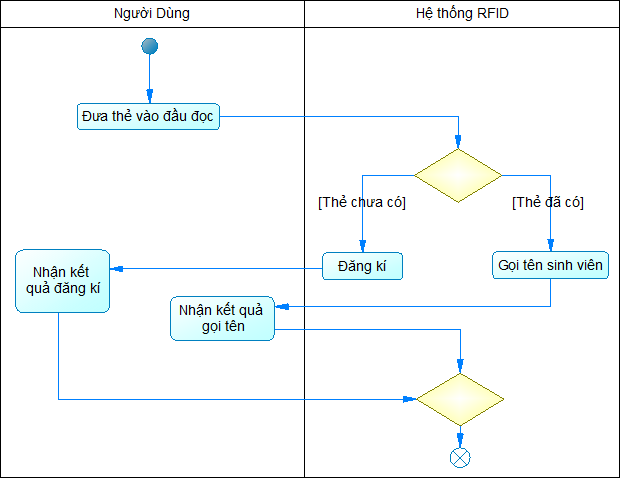 Người Dùng
Hệ thống RFID
Đưa thẻ vào đầu đọc
[Thẻ chưa có]
[Thẻ đã có]
Đăng kí
Gọi tên sinh viên
Nhận kết
quả đăng kí
Nhận kết quả
gọi tên